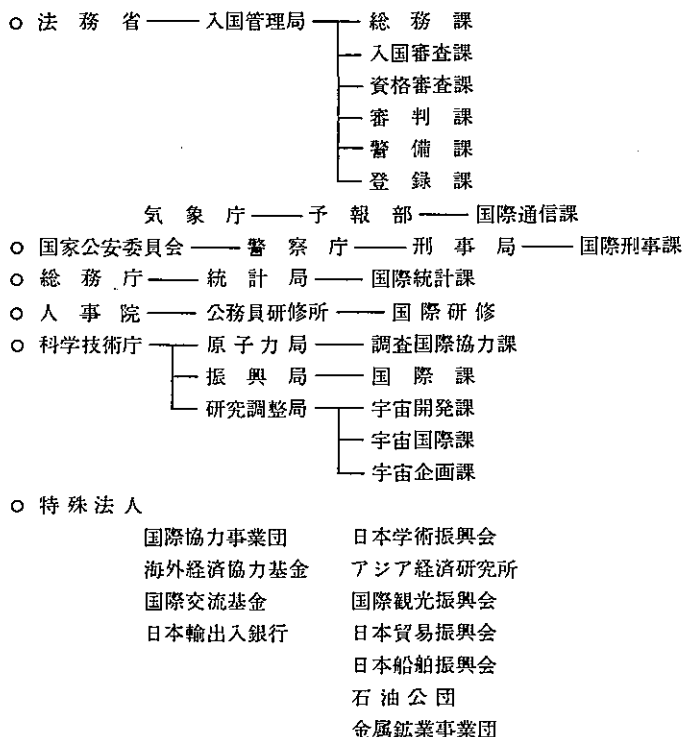 ○ 法務省 ── 入国管理局 ── 総務課
入国審査課
資格審査課
審判課
警備課
登録課
気象庁 ── 予報部 ── 国際通信課
○ 国家公安委員会 ── 警察庁 ── 刑事局 ── 国際刑事課
○ 総務庁 ── 統計局 ── 国際統計課
○ 人事院 ── 公務員研修所 ── 国際研修
○ 科学技術庁 ── 原子力局 ── 調査国際協力課
振興局 ── 国際課
研究調整局 ── 宇宙開発課
宇宙国際課
宇宙企画課
○ 特殊法人
国際協力事業団 日本学術振興会
海外経済協力基金 アジア経済研究所
国際交流基金 国際観光振興会
日本輸出入銀行 日本貿易振興会
日本船舶振興会
石油公団
金属鉱業事業団